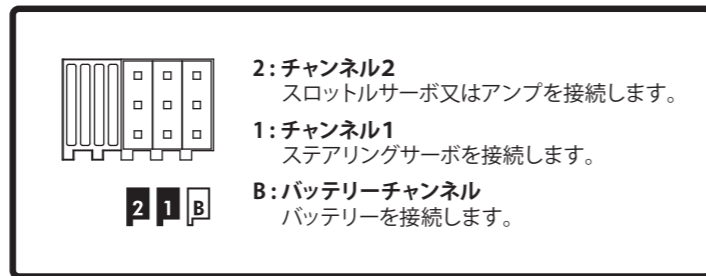 2：チャンネル2
スロットルサーボ又はアンプを接続します。
1：チャンネル1
ステアリングサーボを接続します。
B：バッテリーチャンネル
バッテリーを接続します。
2 1 B